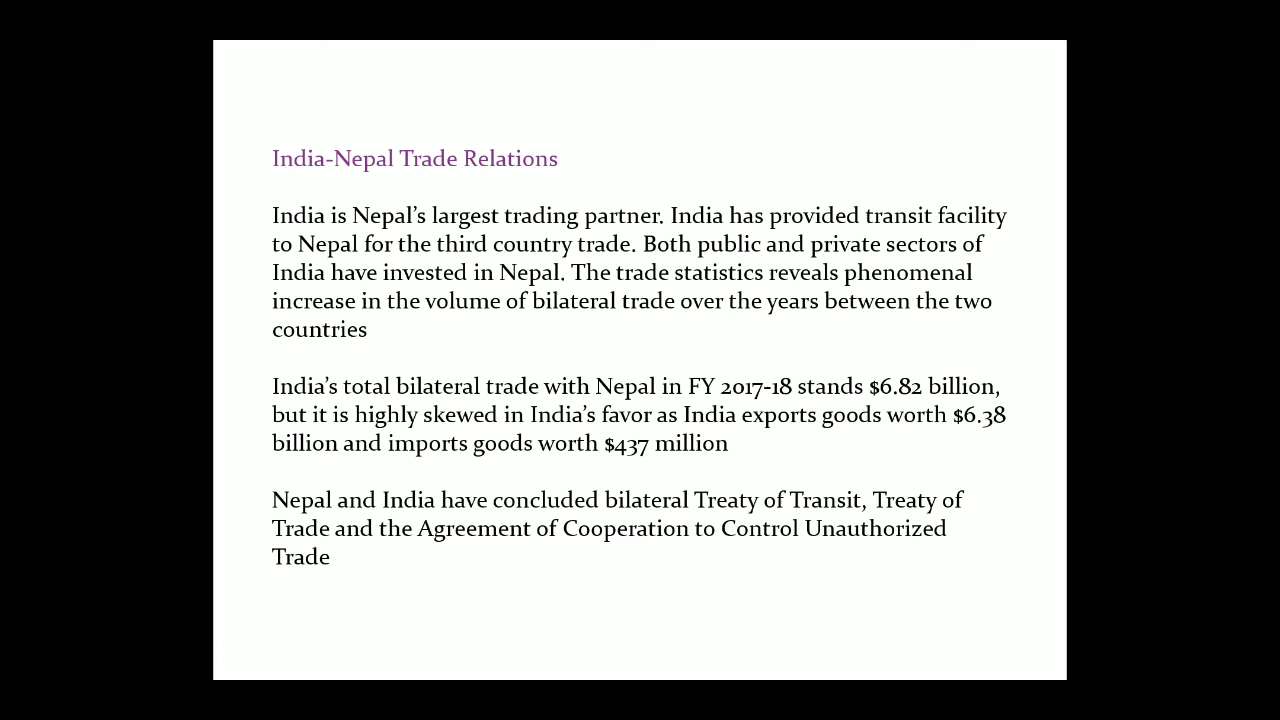 India-Nepal Trade Relations
India is Nepal’s largest trading partner. India has provided transit facility
to Nepal for the third country trade. Both public and private sectors of
India have invested in Nepal. The trade statistics reveals phenomenal
increase in the volume of bilateral trade over the years between the two
countries
India’s total bilateral trade with Nepal in FY 2017-18 stands $6.82 billion,
but it is highly skewed in India’s favor as India exports goods worth $6.38
billion and imports goods worth $437 million
Nepal and India have concluded bilateral Treaty of Transit, Treaty of
Trade and the Agreement of Cooperation to Control Unauthorized
Trade